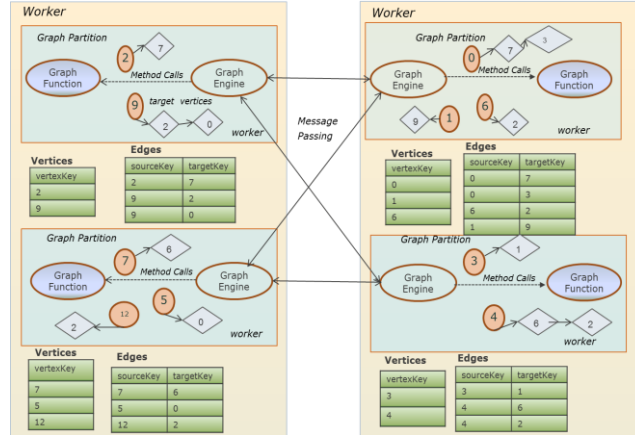 Worker
Graph Partition
2
7
Graph
Function
Method Calls
Graph
Engine
9
target vertices
2
0
worker
Vertices
vertexKey
2
9
Edges
sourceKey targetKey
2 7
9 2
9 0
Graph Partition
7
6
Graph
Function
Method Calls
Graph
Engine
12
2
5
0
worker
Vertices
vertexKey
7
5
12
Edges
sourceKey targetKey
7 6
5 0
12 2
Message
Passing
Worker
Graph Partition
0
7
3
Graph
Engine
Method Calls
Graph
Function
9
1
6
2
worker
Vertices
vertexKey
0
1
6
Edges
sourceKey targetKey
0 7
0 3
6 2
1 9
Graph Partition
3
1
Graph
Engine
Method Calls
Graph
Function
4
6
2
worker
Vertices
vertexKey
3
4
Edges
sourceKey targetKey
3 1
4 6
4 2